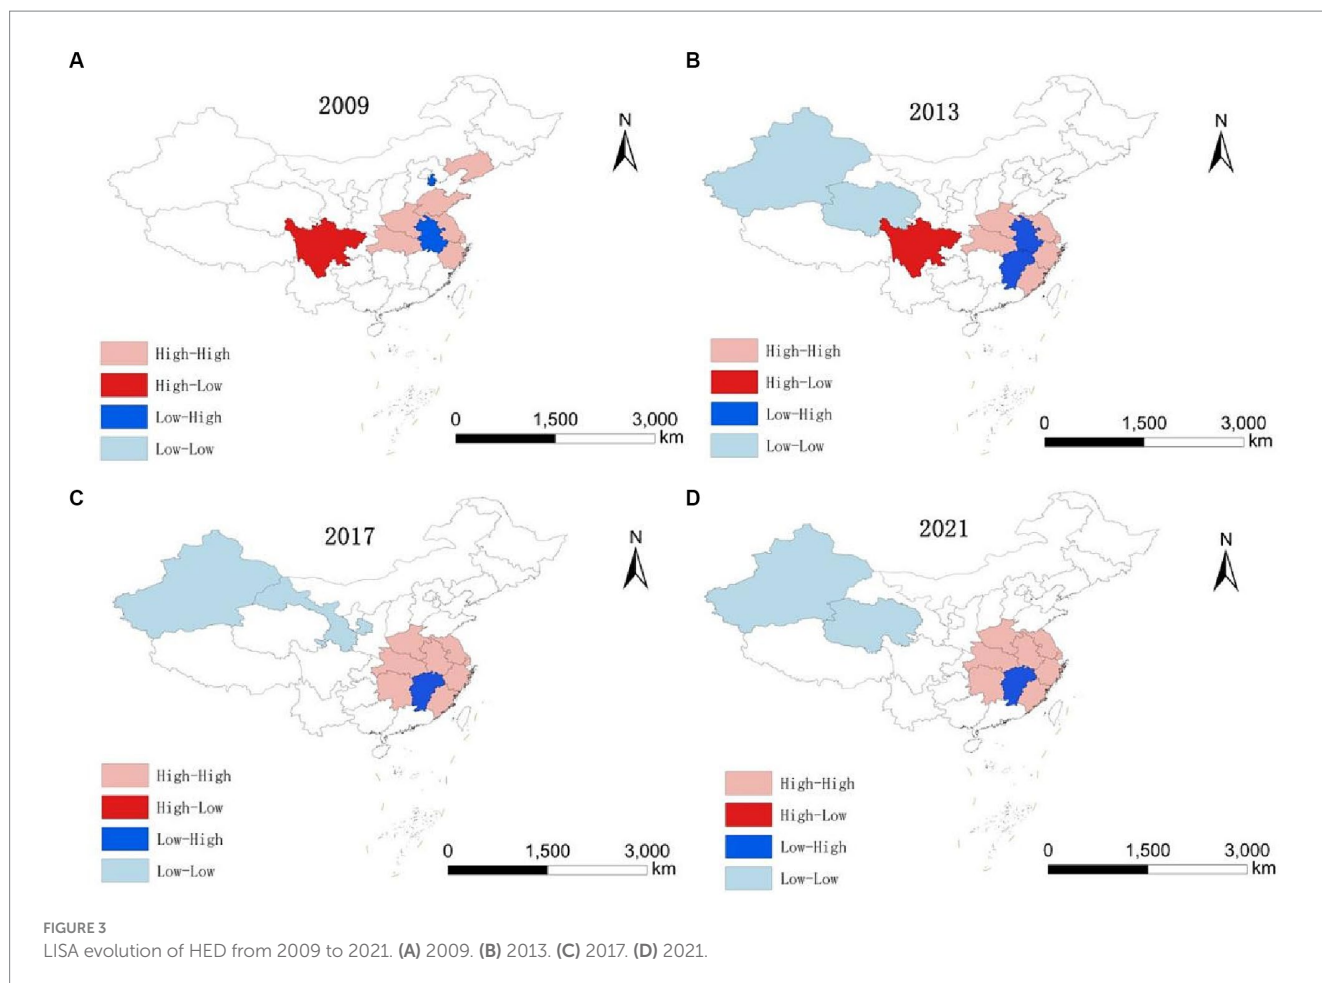 A
2009
N
High-High
High-Low
Low-High
Low-Low
0 1,500 3,000
km
B
2013
N
High-High
High-Low
Low-High
Low-Low
0 1,500 3,000
km
C
2017
N
High-High
High-Low
Low-High
Low-Low
0 1,500 3,000
km
D
2021
N
High-High
High-Low
Low-High
Low-Low
0 1,500 3,000
km
FIGURE 3
LISA evolution of HED from 2009 to 2021. (A) 2009. (B) 2013. (C) 2017. (D) 2021.